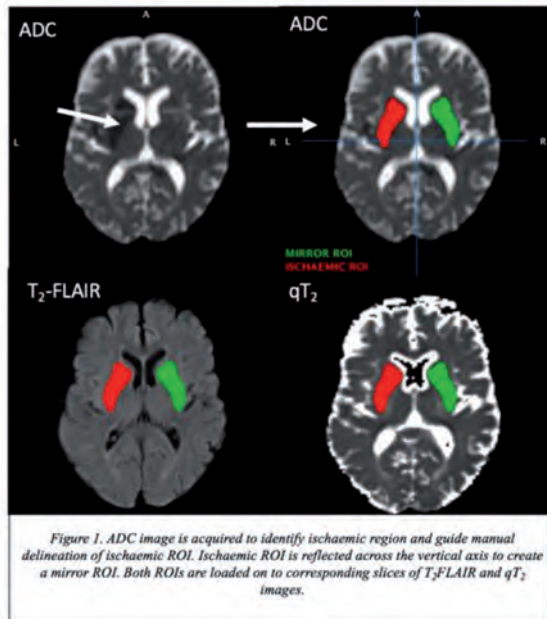 ADC
ADC
A
A
L
R
L
R
MIRROR ROI
ISCHAEMIC ROI
T₂-FLAIR
qT₂
Figure 1. ADC image is acquired to identify ischaemic region and guide manual
delineation of ischaemic ROI. Ischaemic ROI is reflected across the vertical axis to create
a mirror ROI. Both ROIs are loaded on to corresponding slices of T₂FLAIR and qT₂
images.